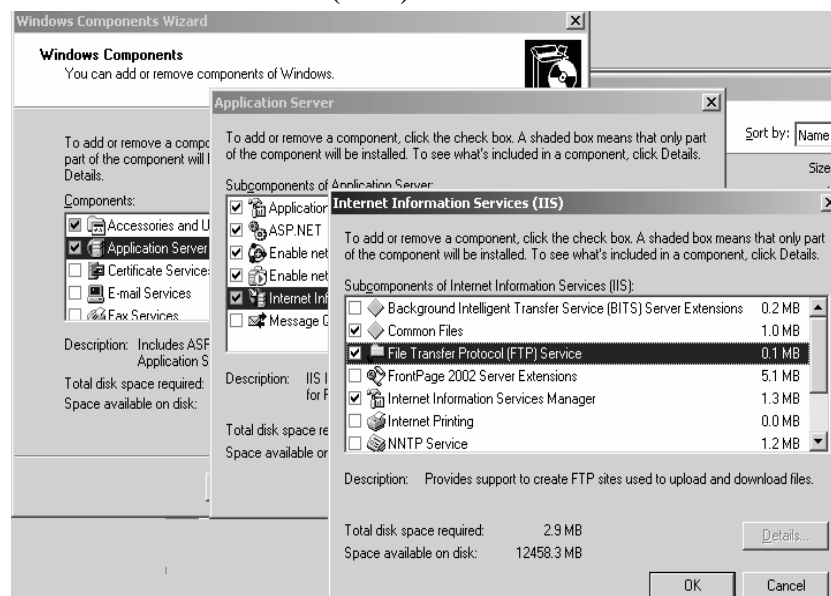 Windows Components Wizard
Windows Components
You can add or remove components of Windows.
To add or remove a compo
part of the component will
Details.
Components:
Accessories and U
Application Server
Certificate Service
E-mail Services
Fax Services
Description: Includes ASP
Application S
Total disk space required:
Space available on disk:
Application Server
To add or remove a component, click the check box. A shaded box means that only part
of the component will be installed. To see what's included in a component, click Details.
Subcomponents of Application Server:
Application
ASP.NET
Enable net
Enable net
Internet Inf
Message
Description: IIS
for F
Total disk space re
Space available or
Sort by: Name
Size
Internet Information Services (IIS)
To add or remove a component, click the check box. A shaded box means that only part
of the component will be installed. To see what's included in a component, click Details.
Subcomponents of Internet Information Services (IIS):
Background Intelligent Transfer Service (BITS) Server Extensions 0.2 MB
Common Files 1.0 MB
File Transfer Protocol (FTP) Service 0.1 MB
FrontPage 2002 Server Extensions 5.1 MB
Internet Information Services Manager 1.3 MB
Internet Printing 0.0 MB
NNTP Service 1.2 MB
Description: Provides support to create FTP sites used to upload and download files.
Total disk space required: 2.9 MB
Space available on disk: 12458.3 MB
Details...
OK Cancel